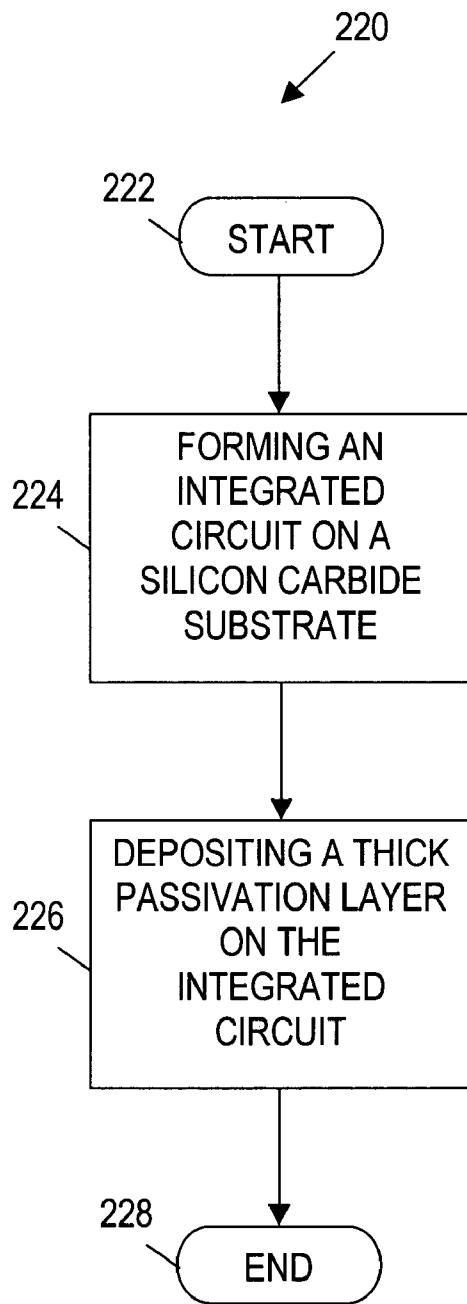 220
222
START
224
FORMING AN
INTEGRATED
CIRCUIT ON A
SILICON CARBIDE
SUBSTRATE
226
DEPOSITING A THICK
PASSIVATION LAYER
ON THE
INTEGRATED
CIRCUIT
228
END